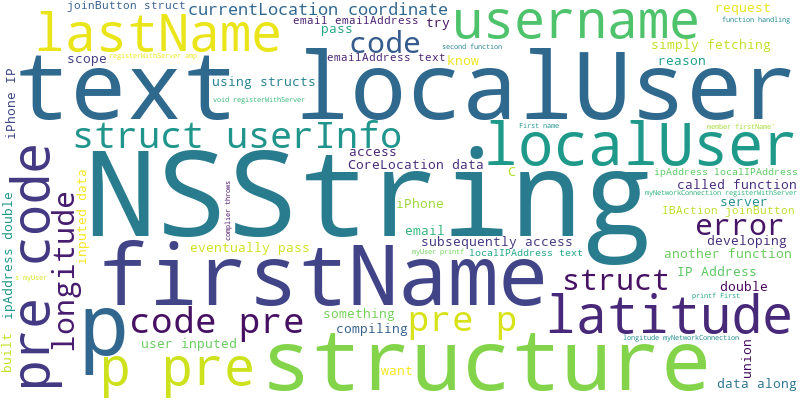 joinButton struct
currentLocation coordinate
username
request
function handling
lastName
email emailAddress
try
pass
code
second function
simply fetching
registerWithServer amp
scope
emailAddress text
know
reason
iPhone IP
text localUser
using structs
void registerWithServer
struct userInfo
First name
localUser
member firstName
access
NSString
CoreLocation data
C
ipAddress localIPAddress
called function
pre code
longitude
inputed data
complier throws
iPhone
myNetworkConnection registerWithServer
server
IBAction joinButton
ipAddress double
email
error
developing
eventually pass
subsequently access
another function
myUser printf
localIPAddress text
firstName
struct
IP Address
s myUser
double
latitude
printf First
p
code pre
something
compiling
pre p
built
user inputed
longitude myNetworkConnection
union
p pre
structure
want
data along